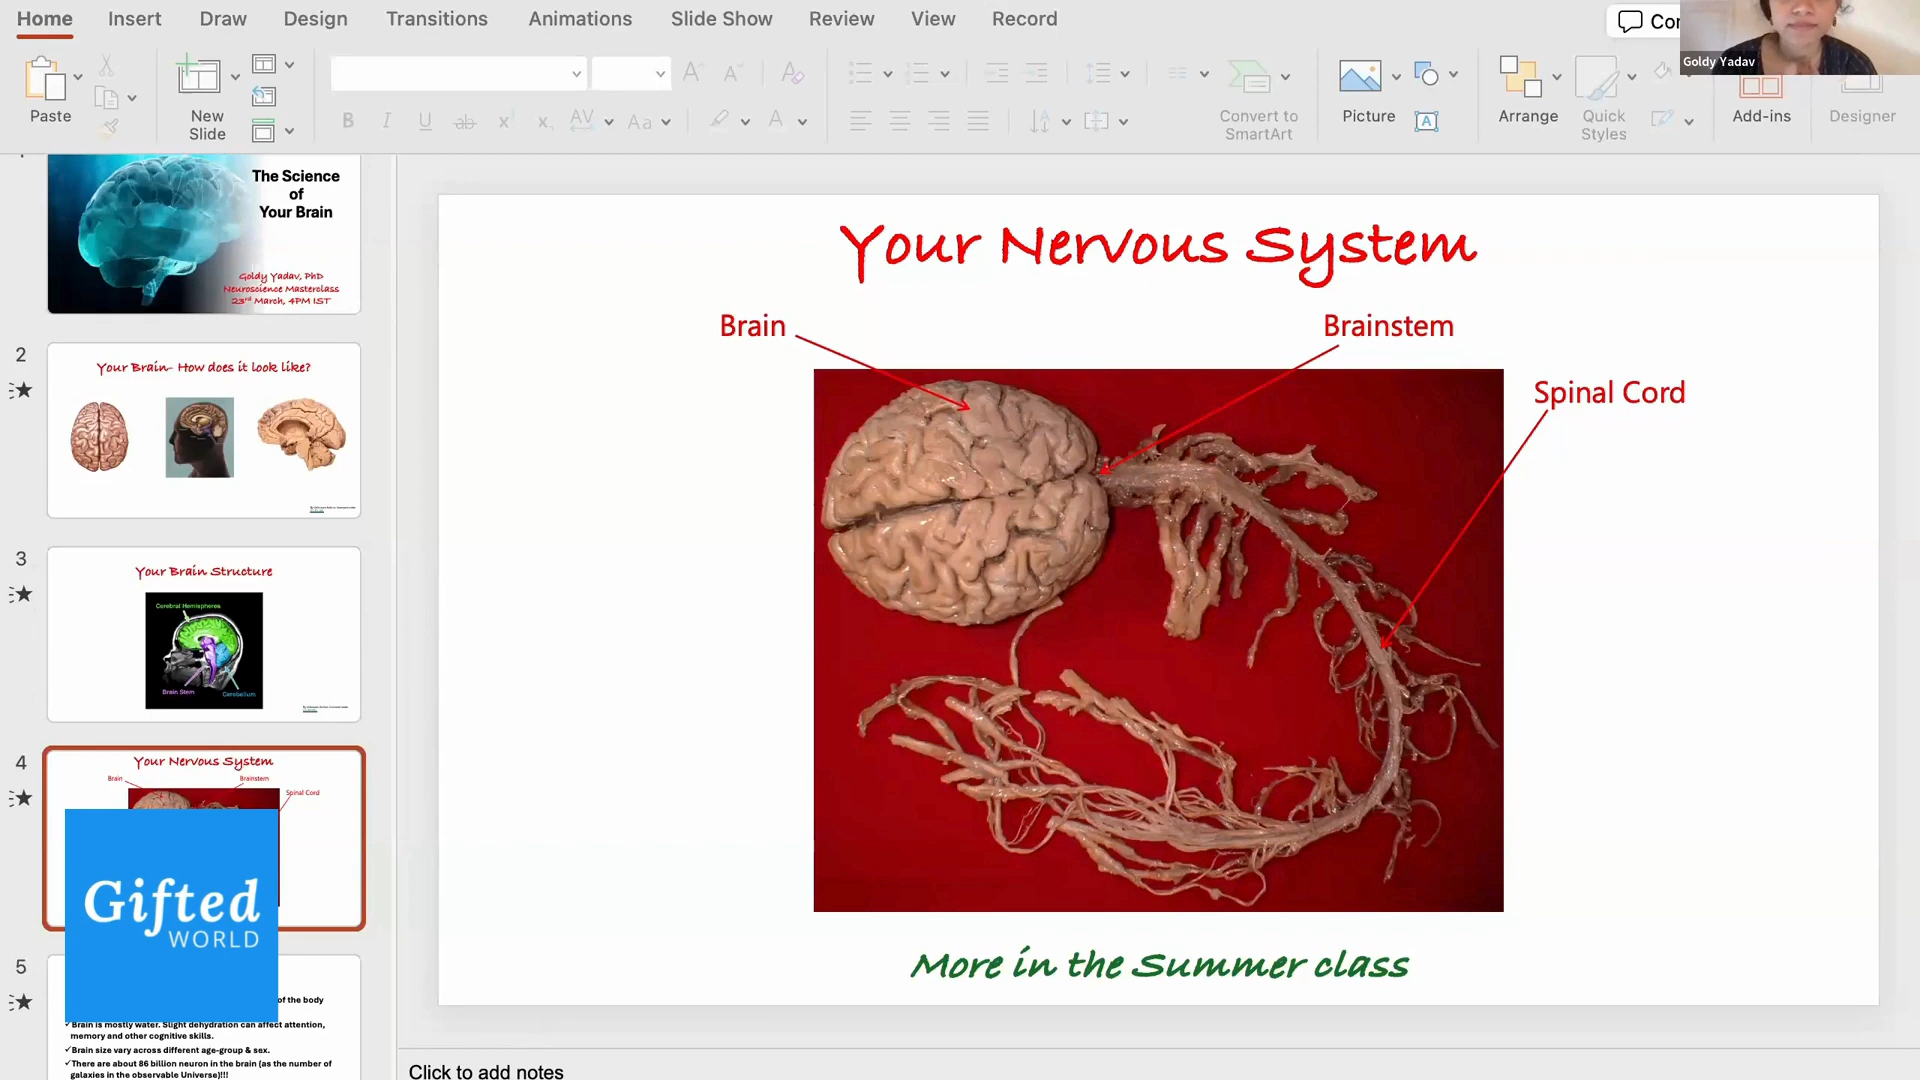 Home Insert Draw Design Transitions Animations Slide Show Review View Record
Goldy Yadav
Paste
New
Slide
B I U ab x x AV Aa A
Convert to
SmartArt
Picture
Arrange
Quick
Styles
Add-ins
Designer
The Science
of
Your Brain
Goldy Yadav, PhD
Neuroscience Masterclass
23rd March, 4PM IST
2
Your Brain- How does it look like?
3
Your Brain Structure
Cerebral Hemispheres
Brain Stem
Cerebellum
4
Your Nervous System
Brain
Brainstem
Spinal Cord
Gifted
WORLD
5
of the body
✓Brain is mostly water. Slight dehydration can affect attention,
memory and other cognitive skills.
✓Brain size vary across different age-group & sex.
✓There are about 86 billion neuron in the brain (as the number of
galaxies in the observable Universe)!!!
Your Nervous System
Brain
Brainstem
Spinal Cord
More in the Summer class
Click to add notes